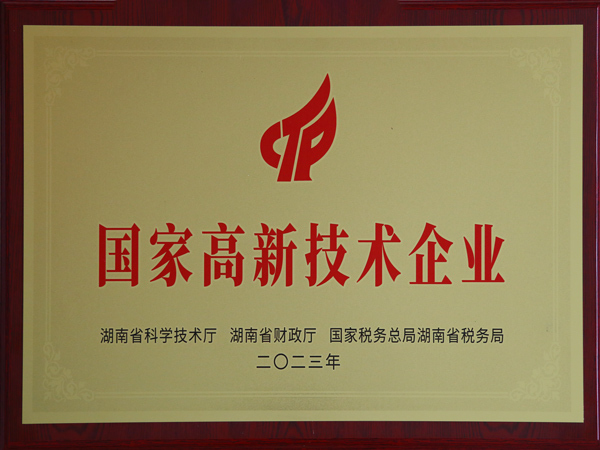 CTP
国家高新技术企业
湖南省科学技术厅 湖南省财政厅 国家税务总局湖南省税务局
二〇二三年